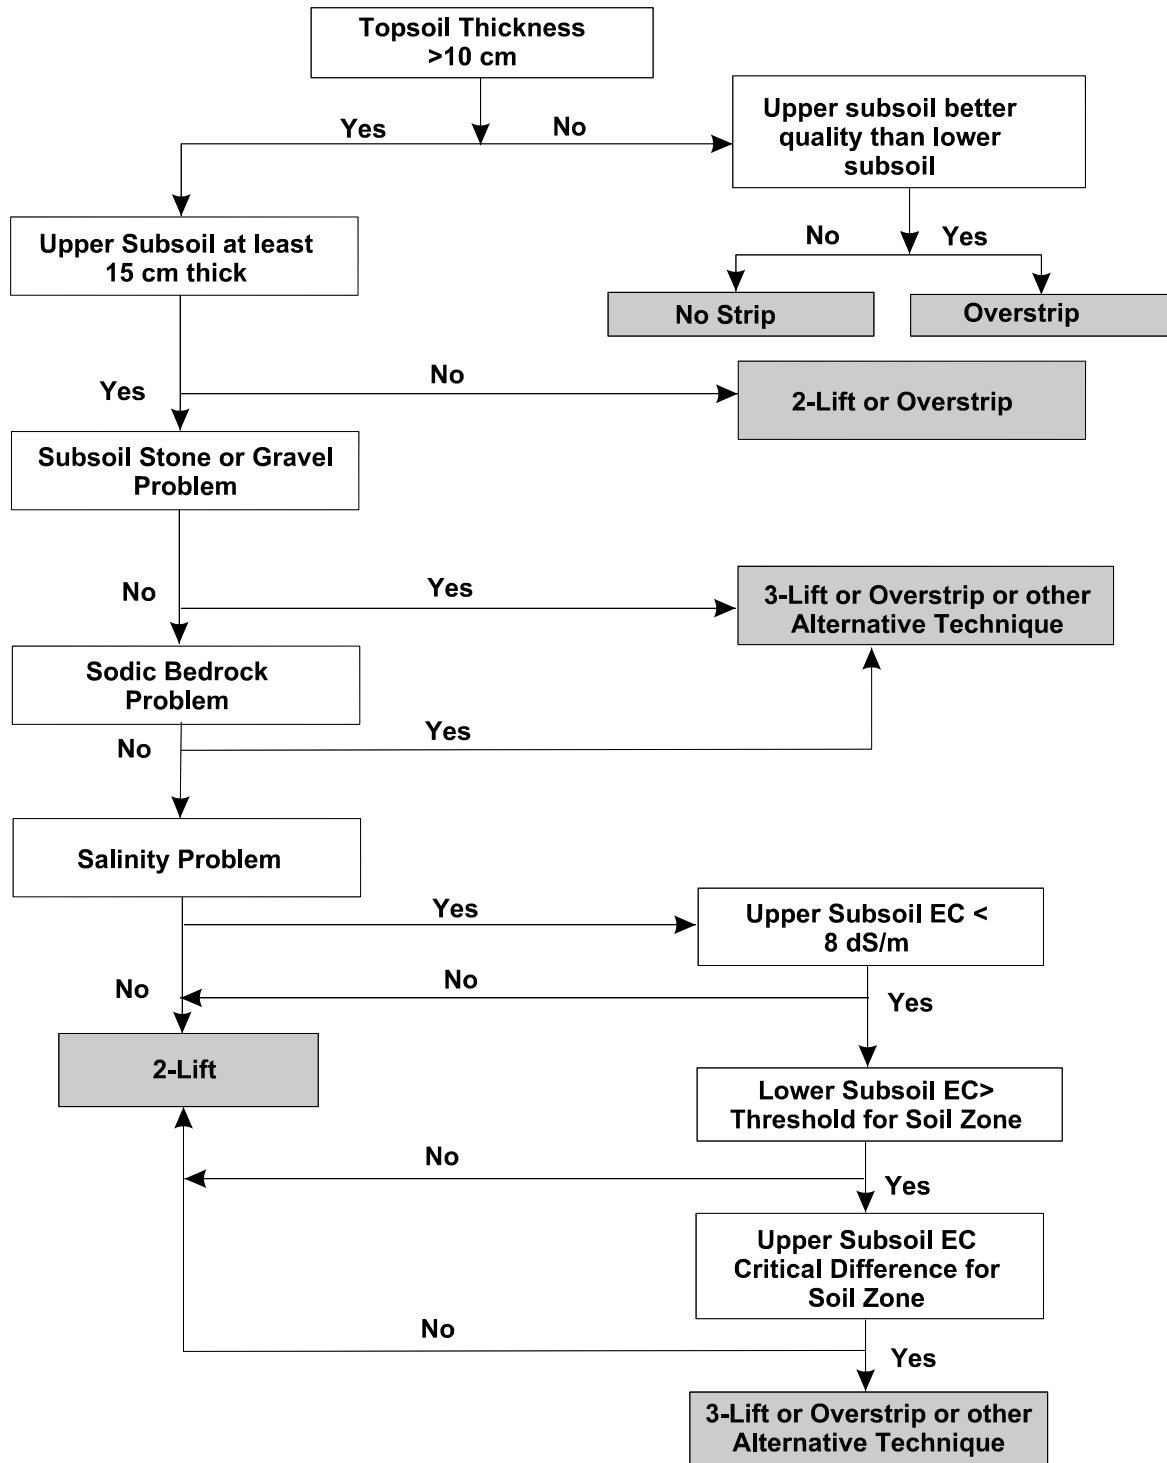 Topsoil Thickness
>10 cm
Yes
No
Upper subsoil better
quality than lower
subsoil
Upper Subsoil at least
15 cm thick
No
Yes
No Strip
Overstrip
Yes
No
2-Lift or Overstrip
Subsoil Stone or Gravel
Problem
No
Yes
3-Lift or Overstrip or other
Alternative Technique
Sodic Bedrock
Problem
No
Yes
Salinity Problem
Yes
Upper Subsoil EC <
8 dS/m
No
No
Yes
2-Lift
Lower Subsoil EC>
Threshold for Soil Zone
No
Yes
Upper Subsoil EC
Critical Difference for
Soil Zone
No
Yes
3-Lift or Overstrip or other
Alternative Technique